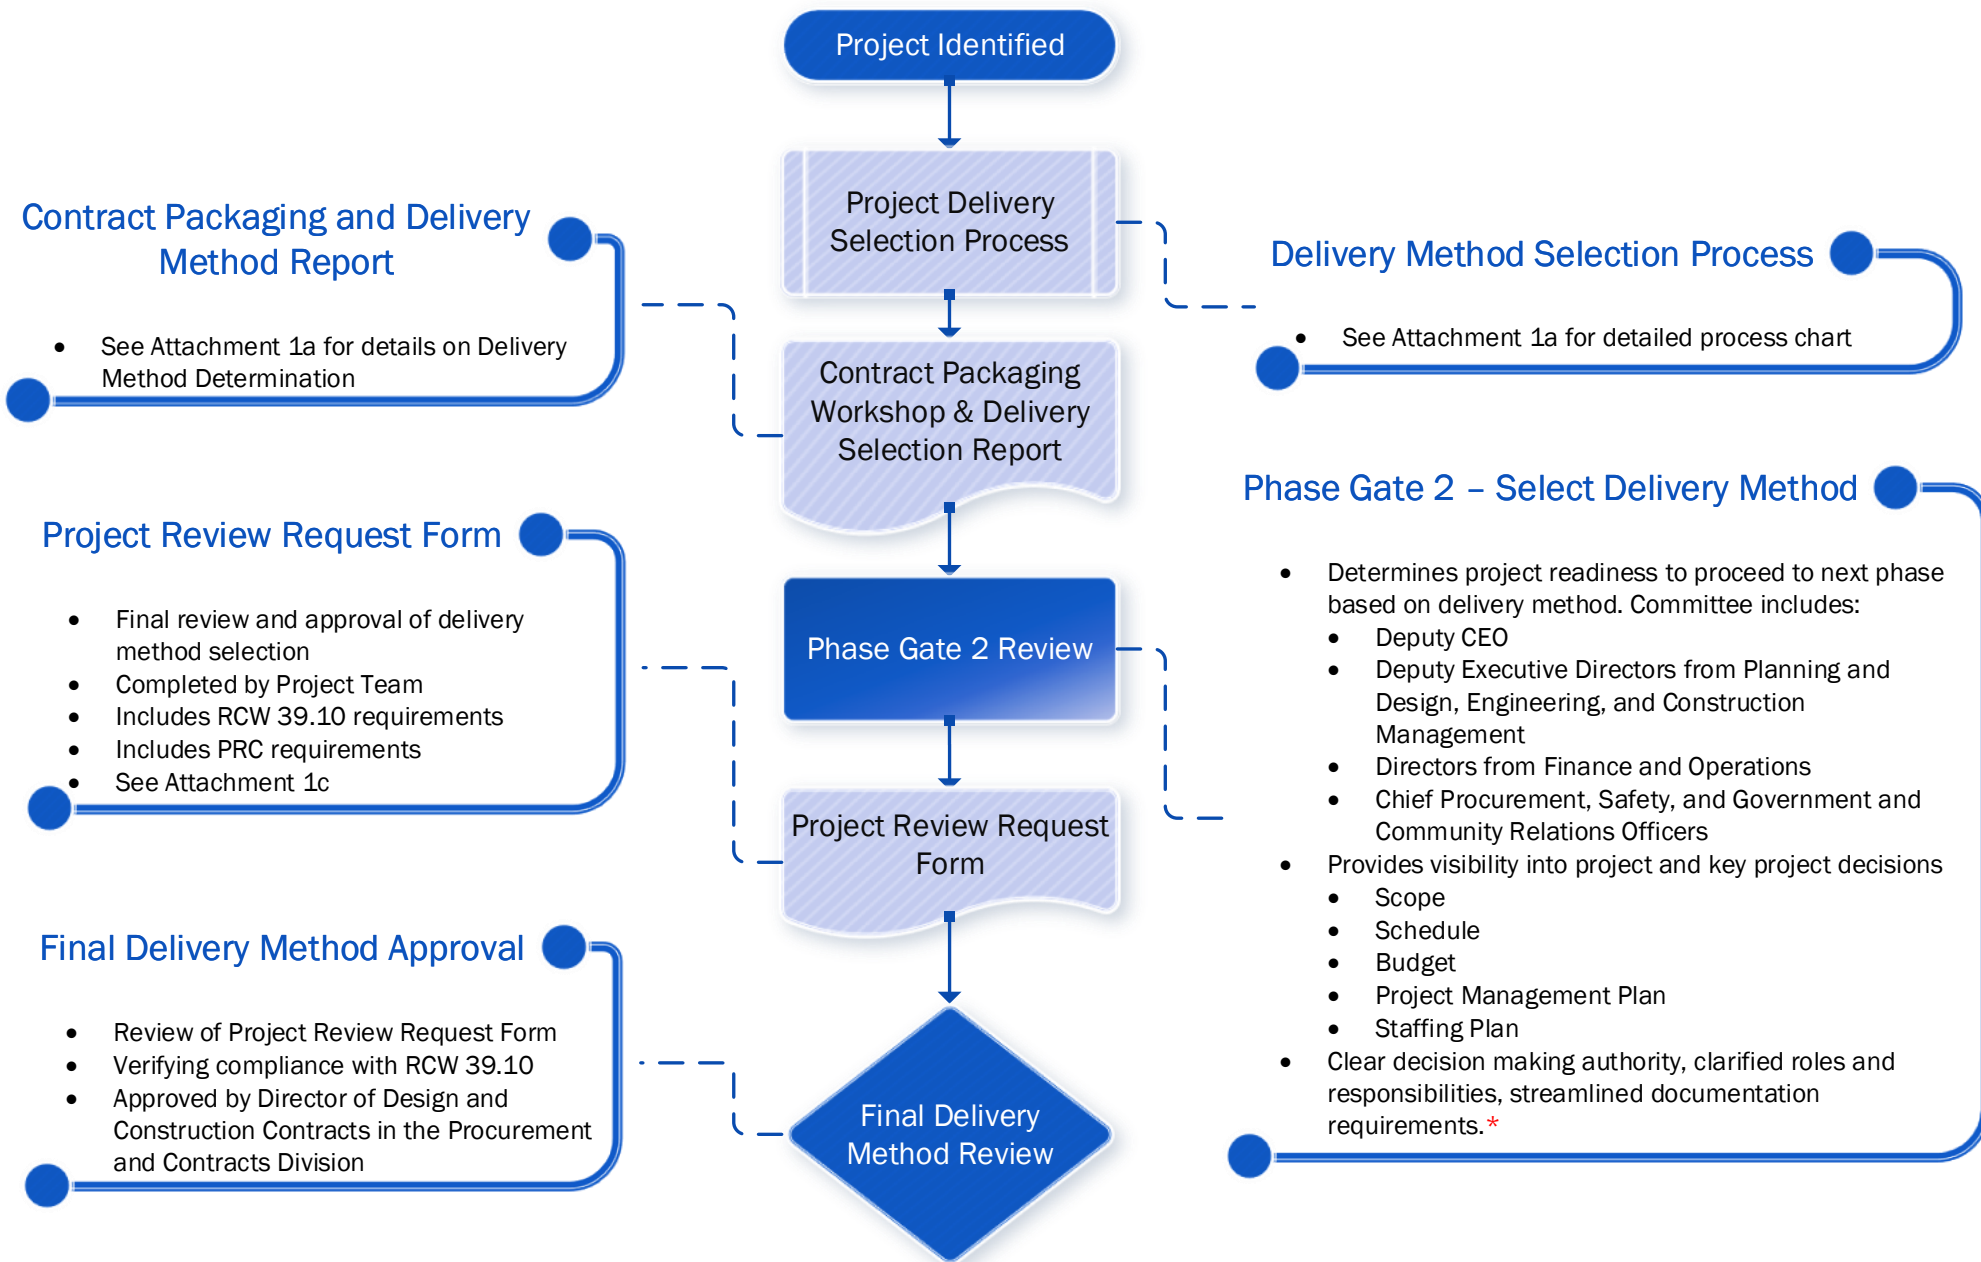 Project Identified
Project Delivery
Selection Process
Contract Packaging
Workshop & Delivery
Selection Report
Phase Gate 2 Review
Project Review Request
Form
Final Delivery
Method Review
Contract Packaging and Delivery
Method Report
• See Attachment 1a for details on Delivery
Method Determination
Project Review Request Form
• Final review and approval of delivery
method selection
• Completed by Project Team
• Includes RCW 39.10 requirements
• Includes PRC requirements
• See Attachment 1c
Final Delivery Method Approval
• Review of Project Review Request Form
• Verifying compliance with RCW 39.10
• Approved by Director of Design and
Construction Contracts in the Procurement
and Contracts Division
Delivery Method Selection Process
• See Attachment 1a for detailed process chart
Phase Gate 2 – Select Delivery Method
• Determines project readiness to proceed to next phase
based on delivery method. Committee includes:
• Deputy CEO
• Deputy Executive Directors from Planning and
Design, Engineering, and Construction
Management
• Directors from Finance and Operations
• Chief Procurement, Safety, and Government and
Community Relations Officers
• Provides visibility into project and key project decisions
• Scope
• Schedule
• Budget
• Project Management Plan
• Staffing Plan
• Clear decision making authority, clarified roles and
responsibilities, streamlined documentation
requirements.*